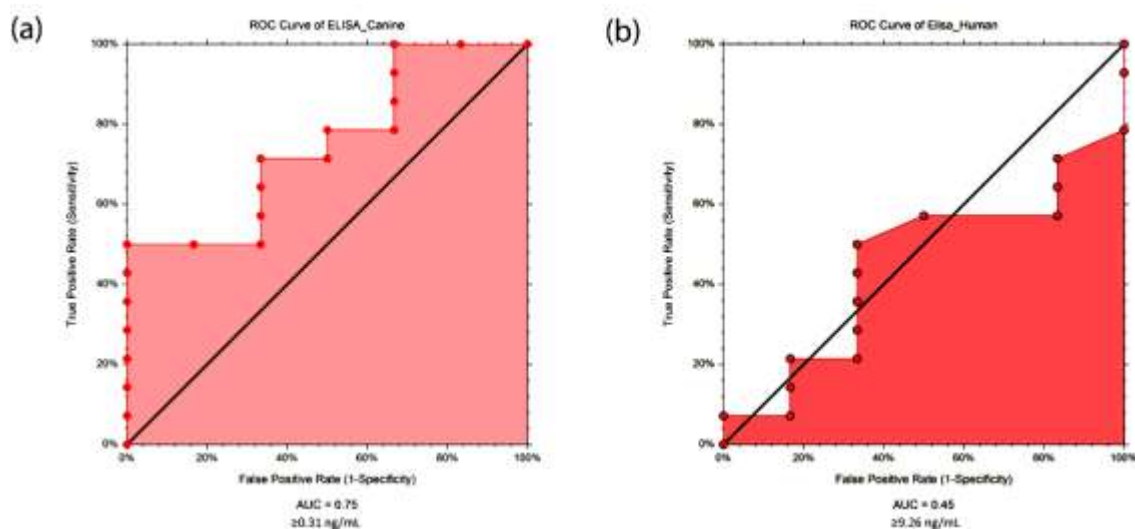 (a)
ROC Curve of ELISA_Canine
100%
80%
60%
40%
20%
0%
True Positive Rate (Sensitivity)
0%
20%
40%
60%
80%
100%
False Positive Rate (1-Specificity)
AUC = 0.75
≥0.31 ng/mL
(b)
ROC Curve of Elisa_Human
100%
80%
60%
40%
20%
0%
True Positive Rate (Sensitivity)
0%
20%
40%
60%
80%
100%
False Positive Rate (1-Specificity)
AUC = 0.45
≥9.26 ng/mL